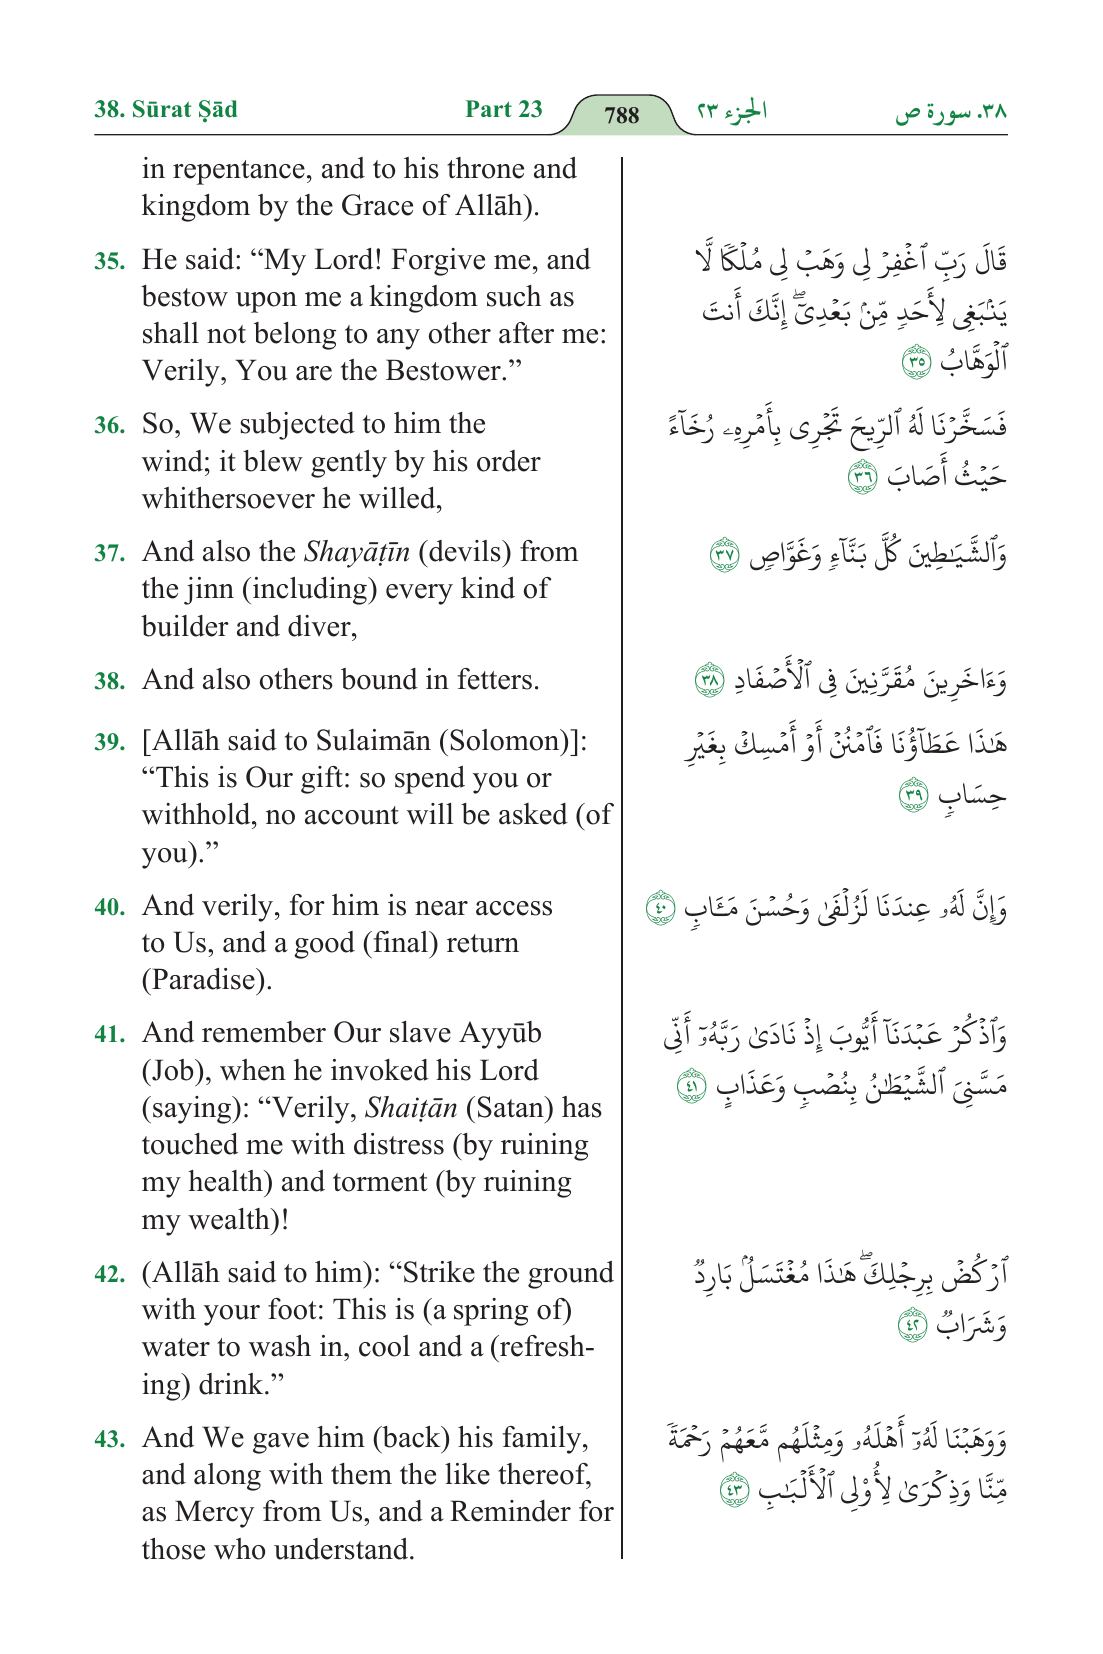 38. Sūrat Ṣād
Part 23
788
الجزء ٢٣
٣٨. سورة ص
in repentance, and to his throne and
kingdom by the Grace of Allāh).
35. He said: “My Lord! Forgive me, and
bestow upon me a kingdom such as
shall not belong to any other after me:
Verily, You are the Bestower.”
قَالَ رَبِّ ٱغۡفِرۡ لِي وَهَبۡ لِي مُلۡكٗا لَّا
يَنۢبَغِي لِأَحَدٖ مِّنۢ بَعۡدِيٓۖ إِنَّكَ أَنتَ
ٱلۡوَهَّابُ ٣٥
36. So, We subjected to him the
wind; it blew gently by his order
whithersoever he willed,
فَسَخَّرۡنَا لَهُ ٱلرِّيحَ تَجۡرِي بِأَمۡرِهِۦ رُخَآءً
حَيۡثُ أَصَابَ ٣٦
37. And also the Shayāṭīn (devils) from
the jinn (including) every kind of
builder and diver,
وَٱلشَّيَٰطِينَ كُلَّ بَنَّآءٖ وَغَوَّاصٖ ٣٧
38. And also others bound in fetters.
وَءَاخَرِينَ مُقَرَّنِينَ فِي ٱلۡأَصۡفَادِ ٣٨
39. [Allāh said to Sulaimān (Solomon)]:
“This is Our gift: so spend you or
withhold, no account will be asked (of
you).”
هَٰذَا عَطَآؤُنَا فَٱمۡنُنۡ أَوۡ أَمۡسِكۡ بِغَيۡرِ
حِسَابٖ ٣٩
40. And verily, for him is near access
to Us, and a good (final) return
(Paradise).
وَإِنَّ لَهُۥ عِندَنَا لَزُلۡفَىٰ وَحُسۡنَ مَـَٔابٖ ٤٠
41. And remember Our slave Ayyūb
(Job), when he invoked his Lord
(saying): “Verily, Shaiṭān (Satan) has
touched me with distress (by ruining
my health) and torment (by ruining
my wealth)!
وَٱذۡكُرۡ عَبۡدَنَآ أَيُّوبَ إِذۡ نَادَىٰ رَبَّهُۥٓ أَنِّي
مَسَّنِيَ ٱلشَّيۡطَٰنُ بِنُصۡبٖ وَعَذَابٍ ٤١
42. (Allāh said to him): “Strike the ground
with your foot: This is (a spring of)
water to wash in, cool and a (refresh-
ing) drink.”
ٱرۡكُضۡ بِرِجۡلِكَۖ هَٰذَا مُغۡتَسَلُۢ بَارِدٞ
وَشَرَابٞ ٤٢
43. And We gave him (back) his family,
and along with them the like thereof,
as Mercy from Us, and a Reminder for
those who understand.
وَوَهَبۡنَا لَهُۥٓ أَهۡلَهُۥ وَمِثۡلَهُم مَّعَهُمۡ رَحۡمَةٗ
مِّنَّا وَذِكۡرَىٰ لِأُوْلِي ٱلۡأَلۡبَٰبِ ٤٣